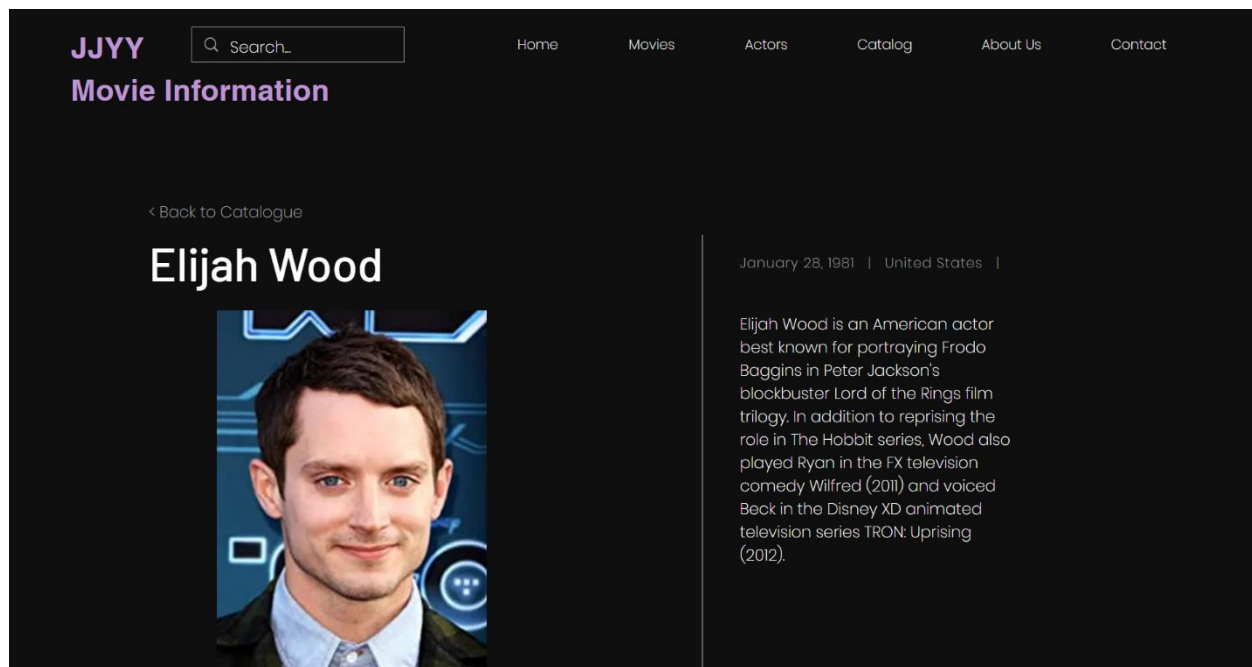 JJYY
Search..
Home
Movies
Actors
Catalog
About Us
Contact
Movie Information
< Back to Catalogue
Elijah Wood
January 28, 1981 | United States |
Elijah Wood is an American actor
best known for portraying Frodo
Baggins in Peter Jackson's
blockbuster Lord of the Rings film
trilogy. In addition to reprising the
role in The Hobbit series, Wood also
played Ryan in the FX television
comedy Wilfred (2011) and voiced
Beck in the Disney XD animated
television series TRON: Uprising
(2012).